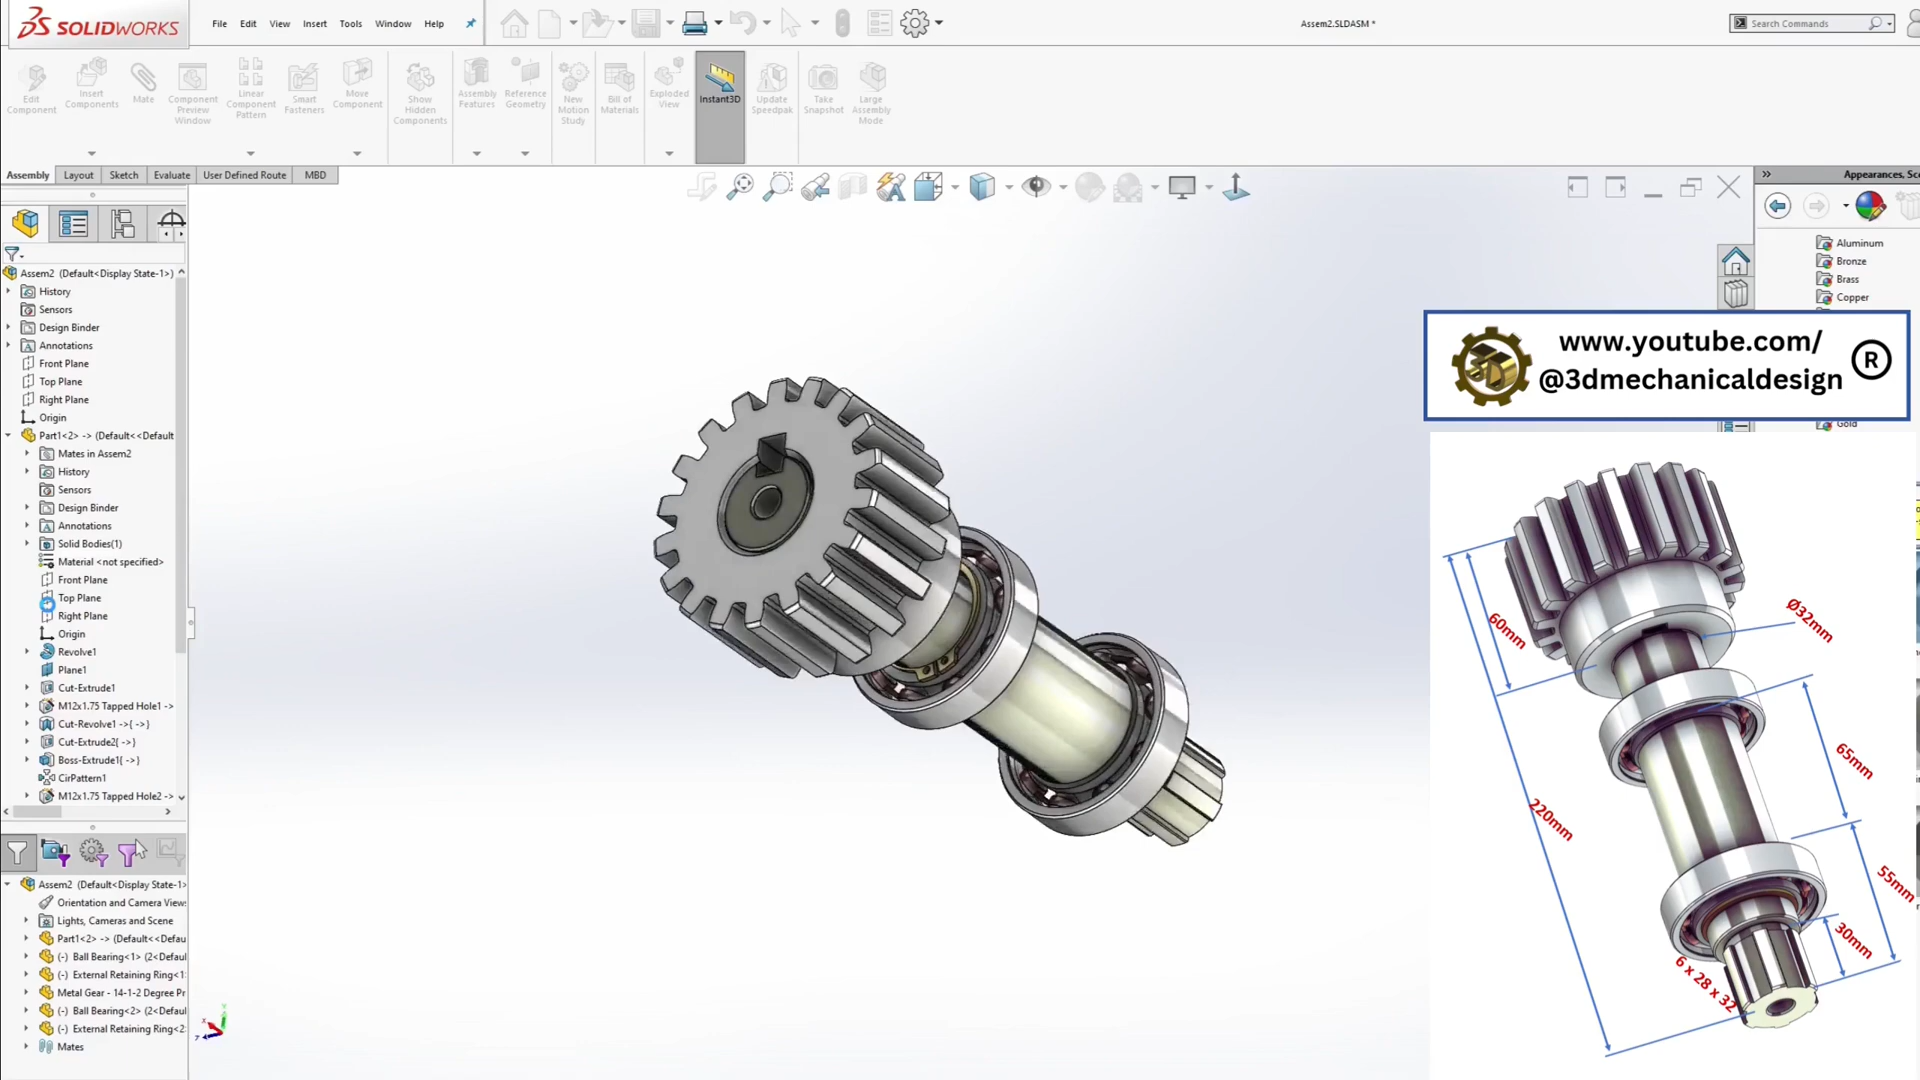 SOLIDWORKS
File Edit View Insert Tools Window Help
Assem2.SLDASM *
Search Commands
Edit Component
Insert Components
Mate
Component Preview Window
Linear Component Pattern
Smart Fasteners
Move Component
Show Hidden Components
Assembly Features
Reference Geometry
New Motion Study
Bill of Materials
Exploded View
Instant3D
Update Speedpak
Take Snapshot
Large Assembly Mode
Assembly Layout Sketch Evaluate User Defined Route MBD
Appearances, Sce
Aluminum
Bronze
Brass
Copper
Gold
www.youtube.com/
@3dmechanicaldesign
®
3D
Assem2 (Default<Display State-1>)
History
Sensors
Design Binder
Annotations
Front Plane
Top Plane
Right Plane
Origin
Part1<2> -> (Default<<Default
Mates in Assem2
History
Sensors
Design Binder
Annotations
Solid Bodies(1)
Material <not specified>
Front Plane
Top Plane
Right Plane
Origin
Revolve1
Plane1
Cut-Extrude1
M12x1.75 Tapped Hole1 ->
Cut-Revolve1 ->{ ->}
Cut-Extrude2{ ->}
Boss-Extrude1{ ->}
CirPattern1
M12x1.75 Tapped Hole2 ->
Assem2 (Default<Display State-1>
Orientation and Camera Views
Lights, Cameras and Scene
Part1<2> -> (Default<<Defau
(-) Ball Bearing<1> (2<Defaul
(-) External Retaining Ring<1
Metal Gear - 14-1-2 Degree Pr
(-) Ball Bearing<2> (2<Defaul
(-) External Retaining Ring<2
Mates
60mm
Ø32mm
65mm
220mm
55mm
30mm
6 x 28 x 32